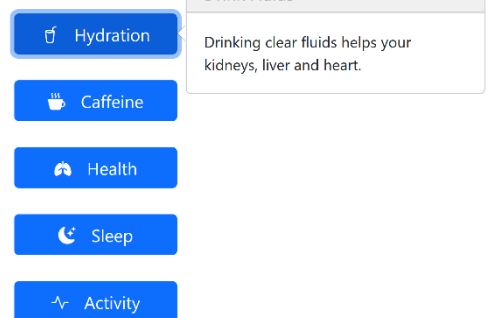 Hydration
Drinking clear fluids helps your
kidneys, liver and heart.
Caffeine
Health
Sleep
Activity